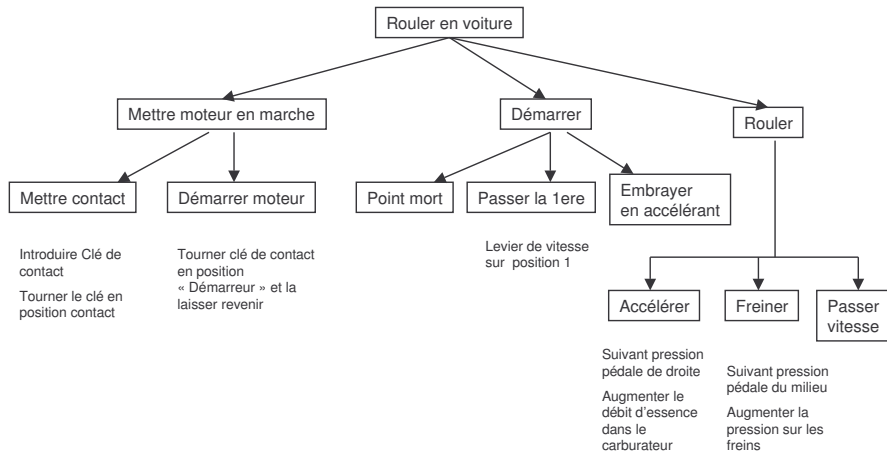 Rouler en voiture
Mettre moteur en marche
Démarrer
Rouler
Mettre contact
Démarrer moteur
Point mort
Passer la 1ere
Embrayer
en accélérant
Introduire Clé de
contact
Tourner le clé en
position contact
Tourner clé de contact
en position
« Démarreur » et la
laisser revenir
Levier de vitesse
sur position 1
Accélérer
Freiner
Passer
vitesse
Suivant pression
pédale de droite
Augmenter le
débit d'essence
dans le
carburateur
Suivant pression
pédale du milieu
Augmenter la
pression sur les
freins